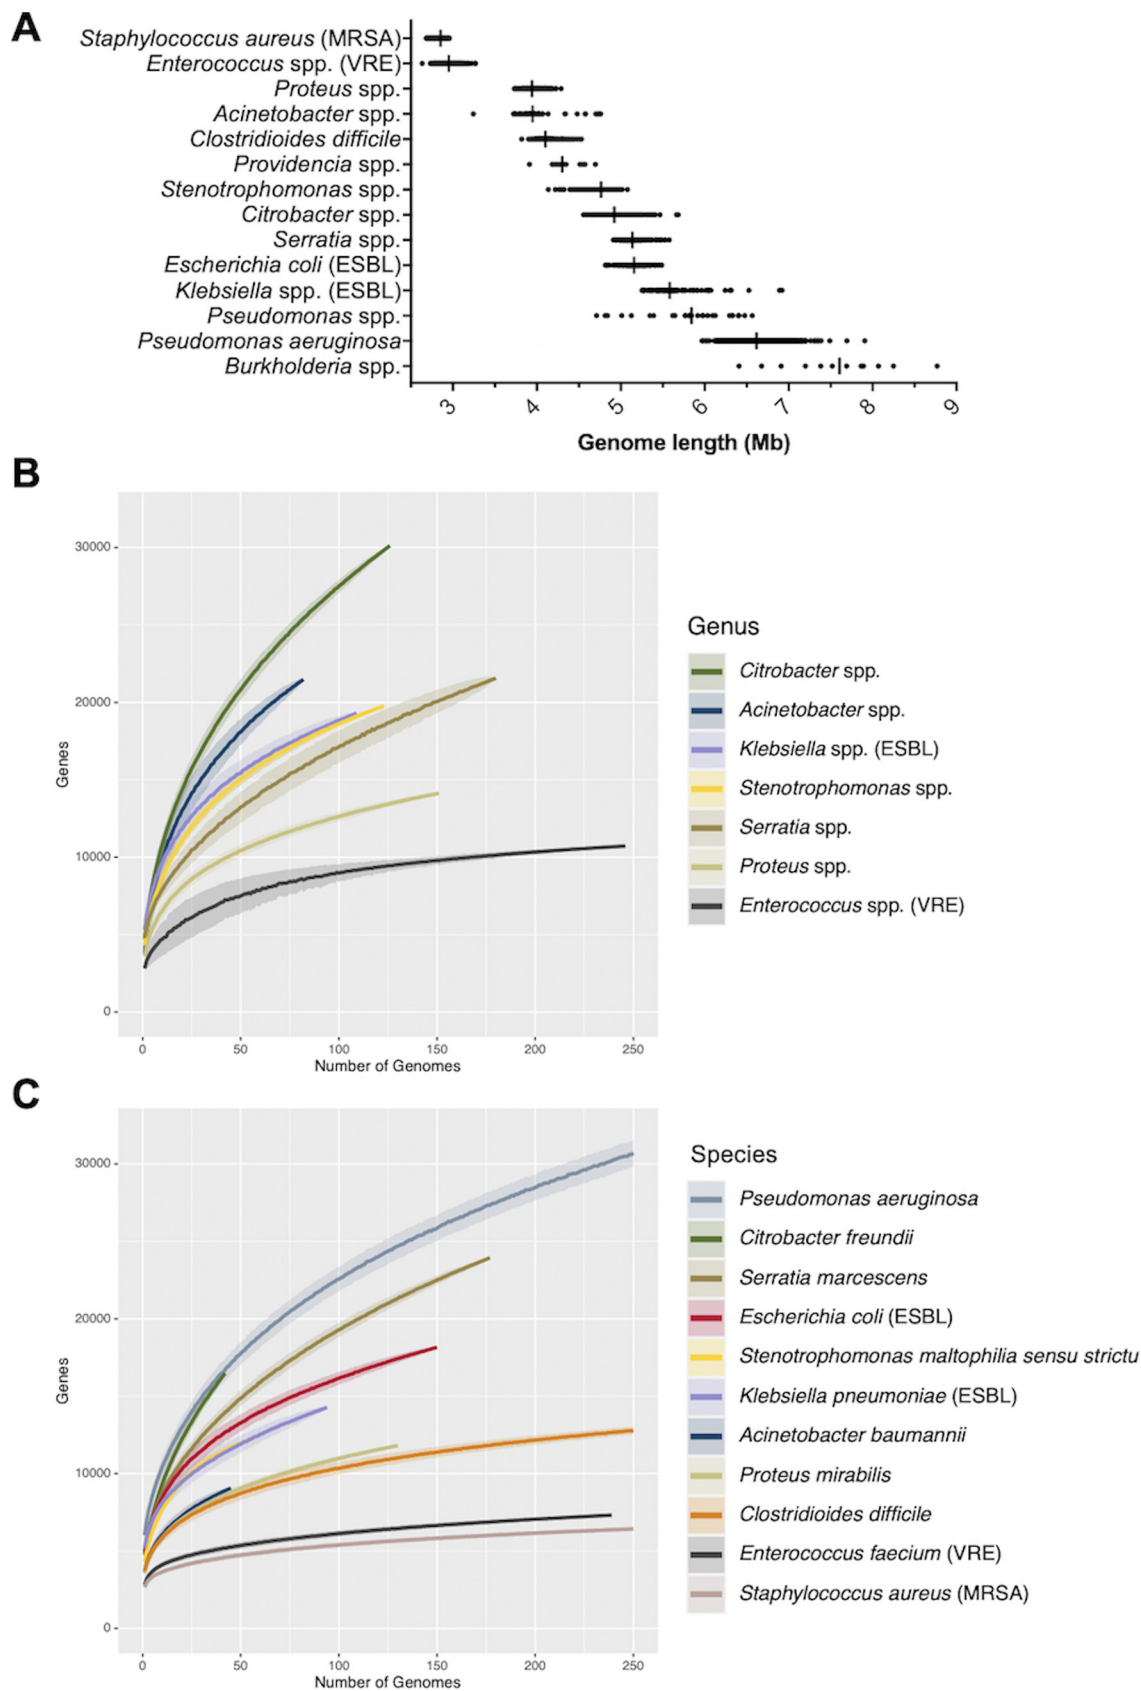 A
Staphylococcus aureus (MRSA)
Enterococcus spp. (VRE)
Proteus spp.
Acinetobacter spp.
Clostridioides difficile
Providencia spp.
Stenotrophomonas spp.
Citrobacter spp.
Serratia spp.
Escherichia coli (ESBL)
Klebsiella spp. (ESBL)
Pseudomonas spp.
Pseudomonas aeruginosa
Burkholderia spp.
3 4 5 6 7 8 9
Genome length (Mb)
B
30000
20000
10000
0
Genes
0 50 100 150 200 250
Number of Genomes
Genus
Citrobacter spp.
Acinetobacter spp.
Klebsiella spp. (ESBL)
Stenotrophomonas spp.
Serratia spp.
Proteus spp.
Enterococcus spp. (VRE)
C
30000
20000
10000
0
Genes
0 50 100 150 200 250
Number of Genomes
Species
Pseudomonas aeruginosa
Citrobacter freundii
Serratia marcescens
Escherichia coli (ESBL)
Stenotrophomonas maltophilia sensu strictu
Klebsiella pneumoniae (ESBL)
Acinetobacter baumannii
Proteus mirabilis
Clostridioides difficile
Enterococcus faecium (VRE)
Staphylococcus aureus (MRSA)